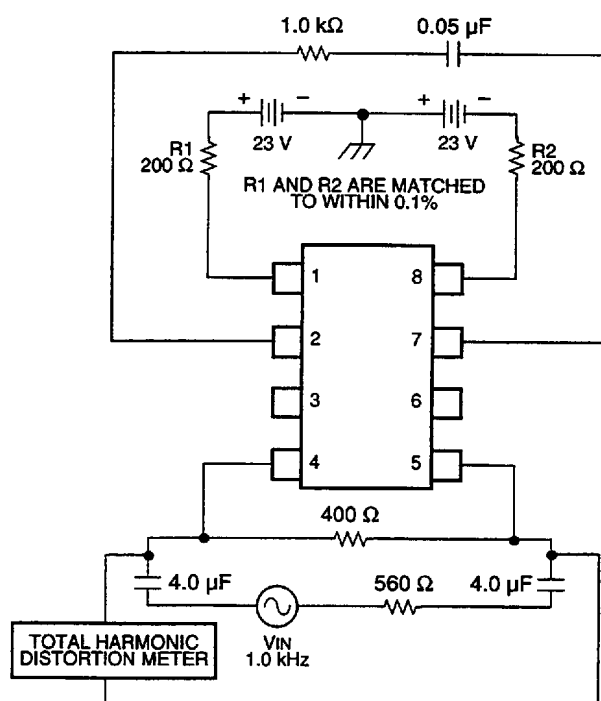 1.0 kΩ
0.05 µF
+ − + −
23 V 23 V
R1
200 Ω
R2
200 Ω
R1 AND R2 ARE MATCHED
TO WITHIN 0.1%
1 8
2 7
3 6
4 5
400 Ω
4.0 µF
560 Ω
4.0 µF
VIN
1.0 kHz
TOTAL HARMONIC
DISTORTION METER